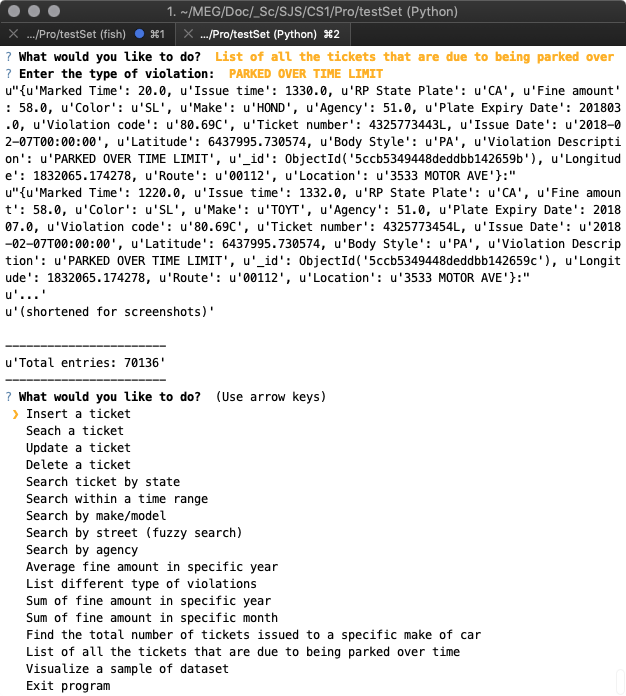 1. ~/MEG/Doc/_Sc/SJS/CS1/Pro/testSet (Python)
.../Pro/testSet (fish) ⌘1 .../Pro/testSet (Python) ⌘2
? What would you like to do? List of all the tickets that are due to being parked over
? Enter the type of violation: PARKED OVER TIME LIMIT
u"{u'Marked Time': 20.0, u'Issue time': 1330.0, u'RP State Plate': u'CA', u'Fine amount'
: 58.0, u'Color': u'SL', u'Make': u'HOND', u'Agency': 51.0, u'Plate Expiry Date': 201803
.0, u'Violation code': u'80.69C', u'Ticket number': 4325773443L, u'Issue Date': u'2018-0
2-07T00:00:00', u'Latitude': 6437995.730574, u'Body Style': u'PA', u'Violation Descripti
on': u'PARKED OVER TIME LIMIT', u'_id': ObjectId('5ccb5349448deddbb142659b'), u'Longitud
e': 1832065.174278, u'Route': u'00112', u'Location': u'3533 MOTOR AVE'}:"
u"{u'Marked Time': 1220.0, u'Issue time': 1332.0, u'RP State Plate': u'CA', u'Fine amoun
t': 58.0, u'Color': u'SL', u'Make': u'TOYT', u'Agency': 51.0, u'Plate Expiry Date': 2018
07.0, u'Violation code': u'80.69C', u'Ticket number': 4325773454L, u'Issue Date': u'2018
-02-07T00:00:00', u'Latitude': 6437995.730574, u'Body Style': u'PA', u'Violation Descrip
tion': u'PARKED OVER TIME LIMIT', u'_id': ObjectId('5ccb5349448deddbb142659c'), u'Longit
ude': 1832065.174278, u'Route': u'00112', u'Location': u'3533 MOTOR AVE'}:"
u'...'
u'(shortened for screenshots)'
-----------------------
u'Total entries: 70136'
-----------------------
? What would you like to do? (Use arrow keys)
❯ Insert a ticket
Seach a ticket
Update a ticket
Delete a ticket
Search ticket by state
Search within a time range
Search by make/model
Search by street (fuzzy search)
Search by agency
Average fine amount in specific year
List different type of violations
Sum of fine amount in specific year
Sum of fine amount in specific month
Find the total number of tickets issued to a specific make of car
List of all the tickets that are due to being parked over time
Visualize a sample of dataset
Exit program